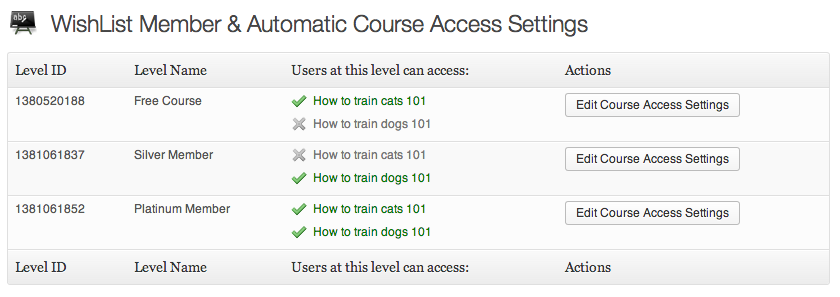 abc
WishList Member & Automatic Course Access Settings
Level ID Level Name Users at this level can access: Actions
1380520188 Free Course How to train cats 101 Edit Course Access Settings
How to train dogs 101
1381061837 Silver Member How to train cats 101 Edit Course Access Settings
How to train dogs 101
1381061852 Platinum Member How to train cats 101 Edit Course Access Settings
How to train dogs 101
Level ID Level Name Users at this level can access: Actions